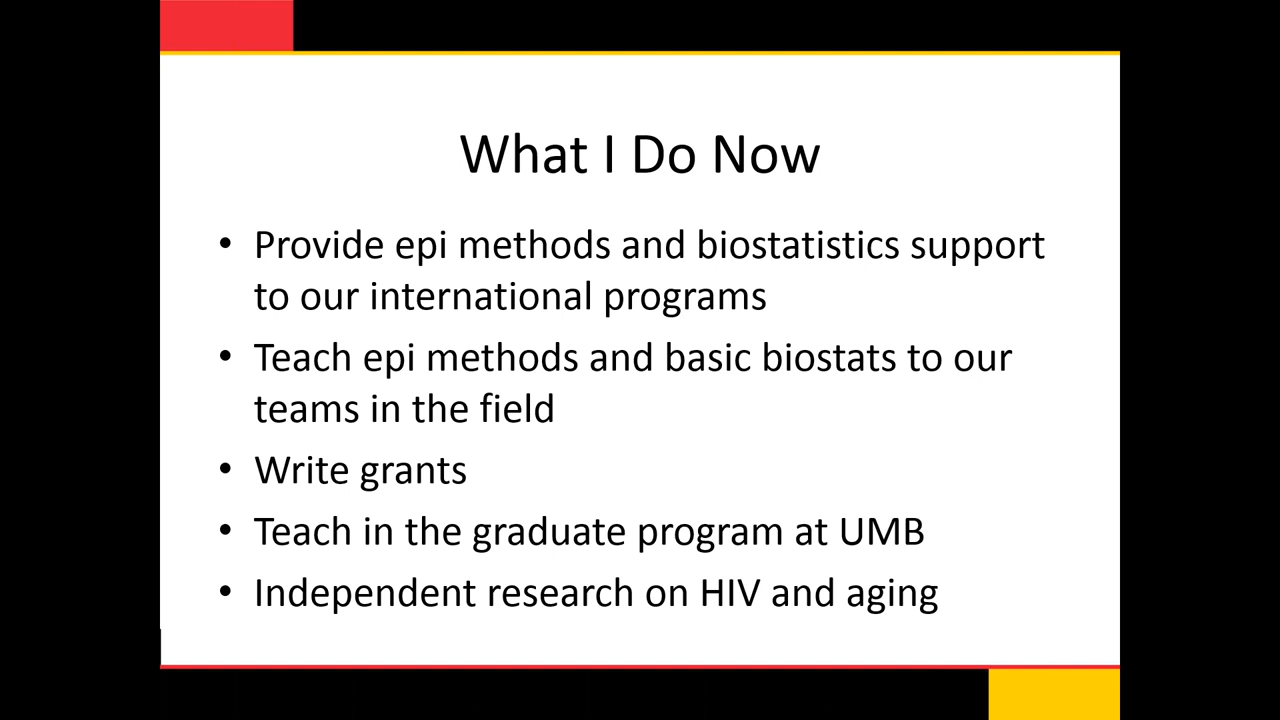 What I Do Now
• Provide epi methods and biostatistics support
to our international programs
• Teach epi methods and basic biostats to our
teams in the field
• Write grants
• Teach in the graduate program at UMB
• Independent research on HIV and aging